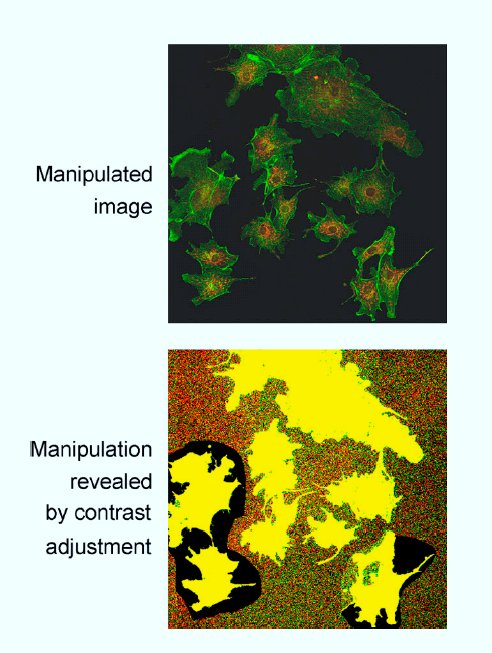 Manipulated
image
Manipulation
revealed
by contrast
adjustment